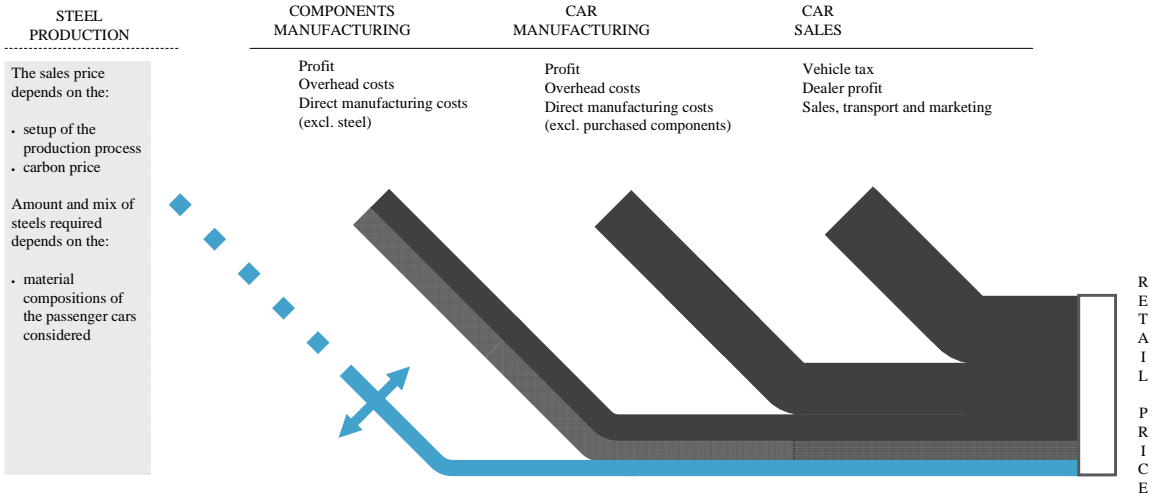 STEEL
PRODUCTION
COMPONENTS
MANUFACTURING
CAR
MANUFACTURING
CAR
SALES
The sales price
depends on the:
• setup of the
production process
• carbon price
Amount and mix of
steels required
depends on the:
• material
compositions of
the passenger cars
considered
Profit
Overhead costs
Direct manufacturing costs
(excl. steel)
Profit
Overhead costs
Direct manufacturing costs
(excl. purchased components)
Vehicle tax
Dealer profit
Sales, transport and marketing
RETAIL PRICE